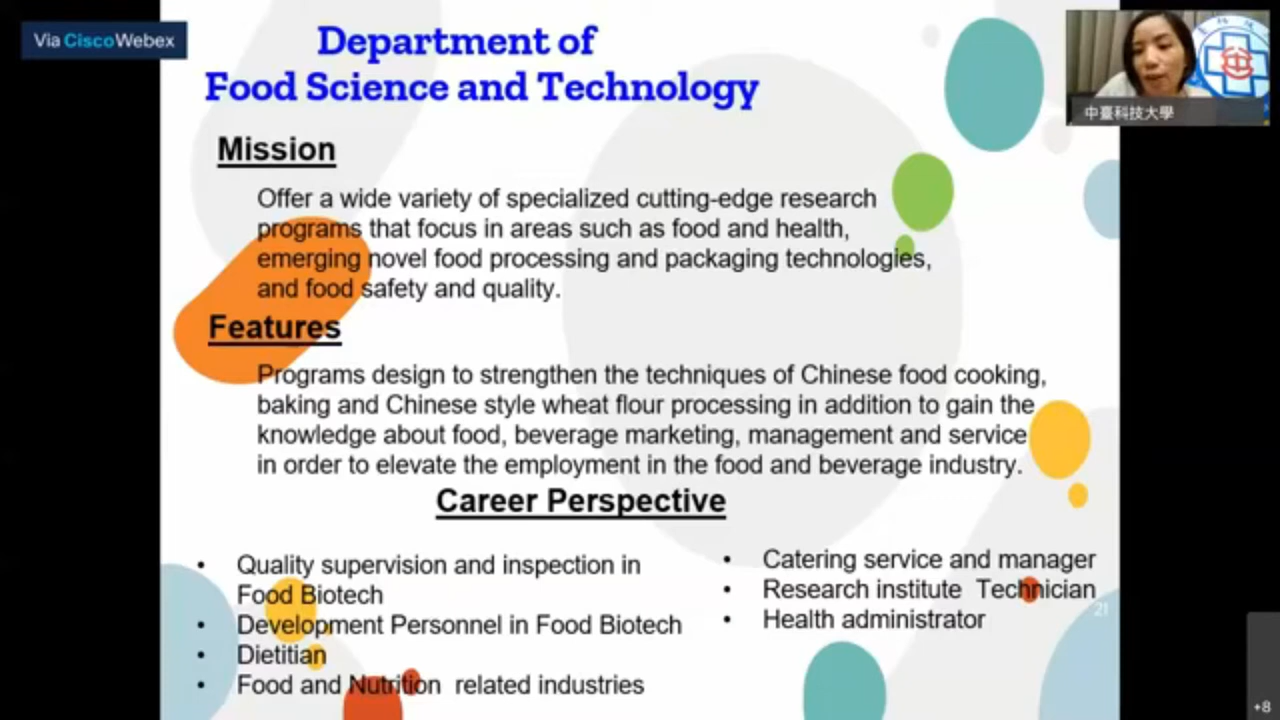 Via Cisco Webex
Department of
Food Science and Technology
中臺科技大學
Mission
Offer a wide variety of specialized cutting-edge research
programs that focus in areas such as food and health,
emerging novel food processing and packaging technologies,
and food safety and quality.
Features
Programs design to strengthen the techniques of Chinese food cooking,
baking and Chinese style wheat flour processing in addition to gain the
knowledge about food, beverage marketing, management and service
in order to elevate the employment in the food and beverage industry.
Career Perspective
• Quality supervision and inspection in
Food Biotech
• Development Personnel in Food Biotech
• Dietitian
• Food and Nutrition related industries
• Catering service and manager
• Research institute Technician
• Health administrator
21
+8